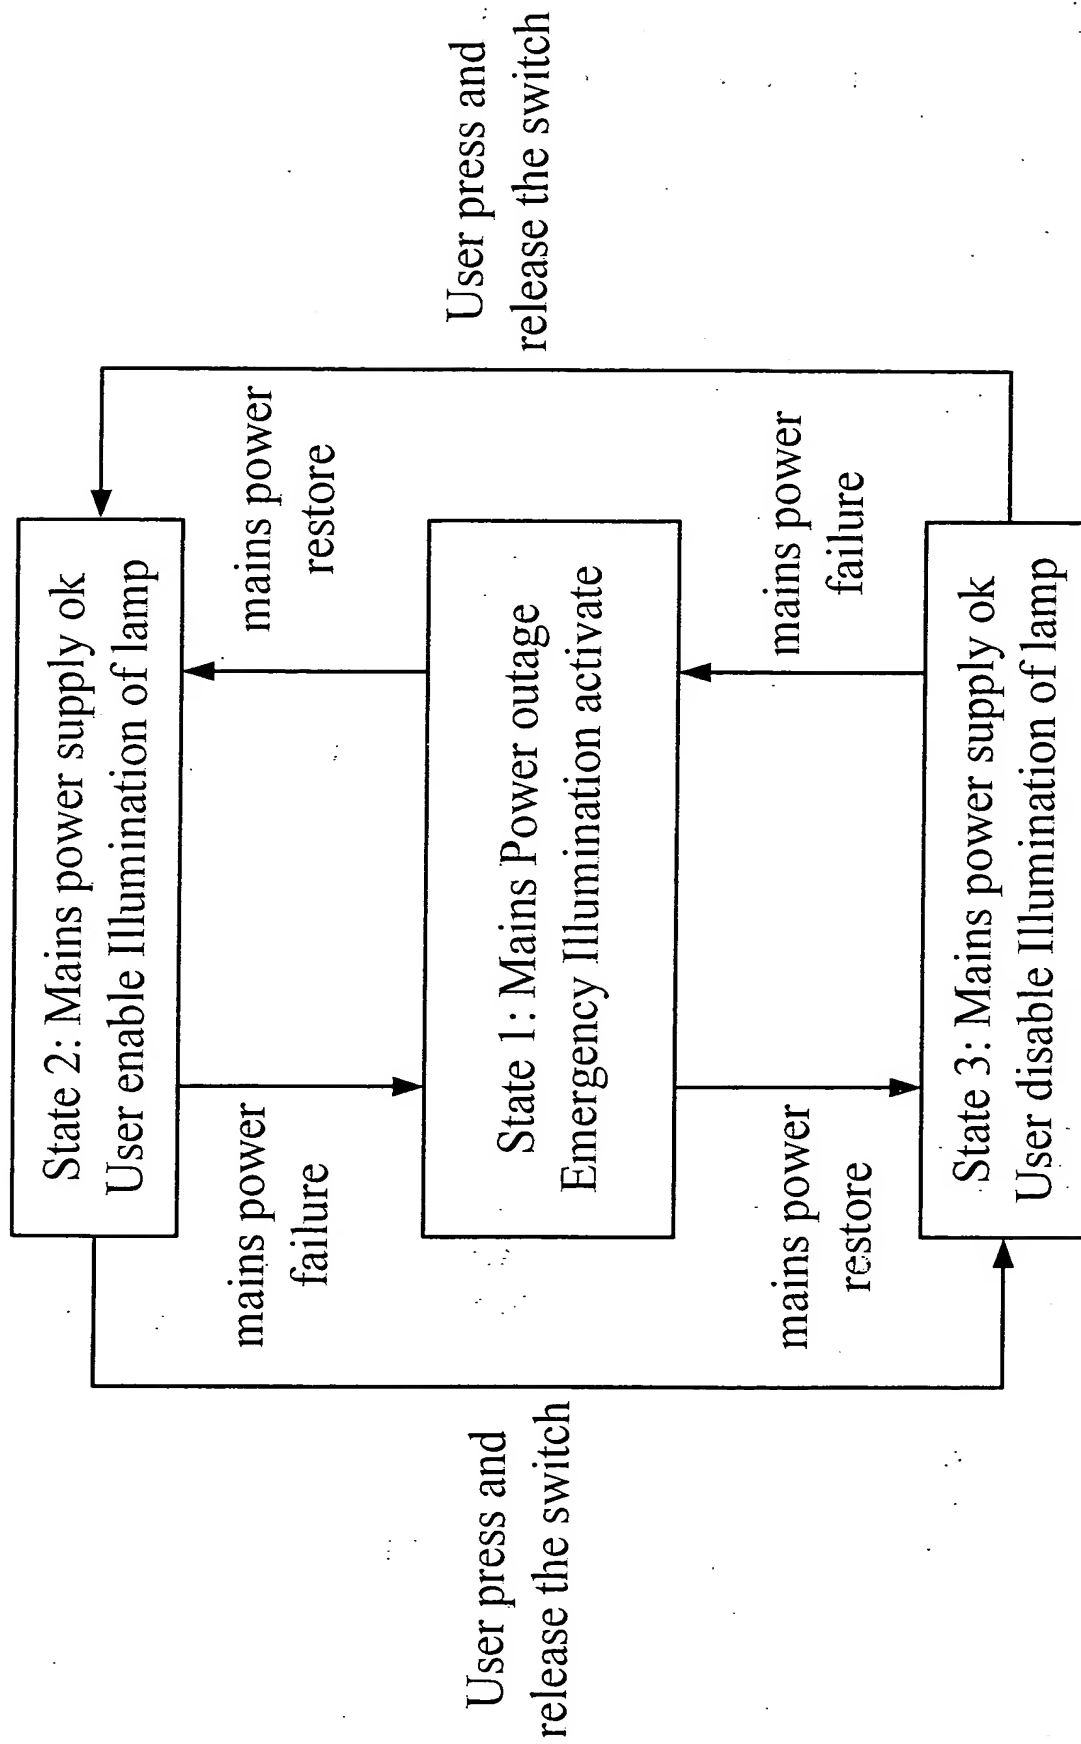 State 2: Mains power supply ok
User enable Illumination of lamp
mains power
failure
mains power
restore
User press and
release the switch
User press and
release the switch
State 1: Mains Power outage
Emergency Illumination activate
mains power
restore
mains power
failure
State 3: Mains power supply ok
User disable Illumination of lamp